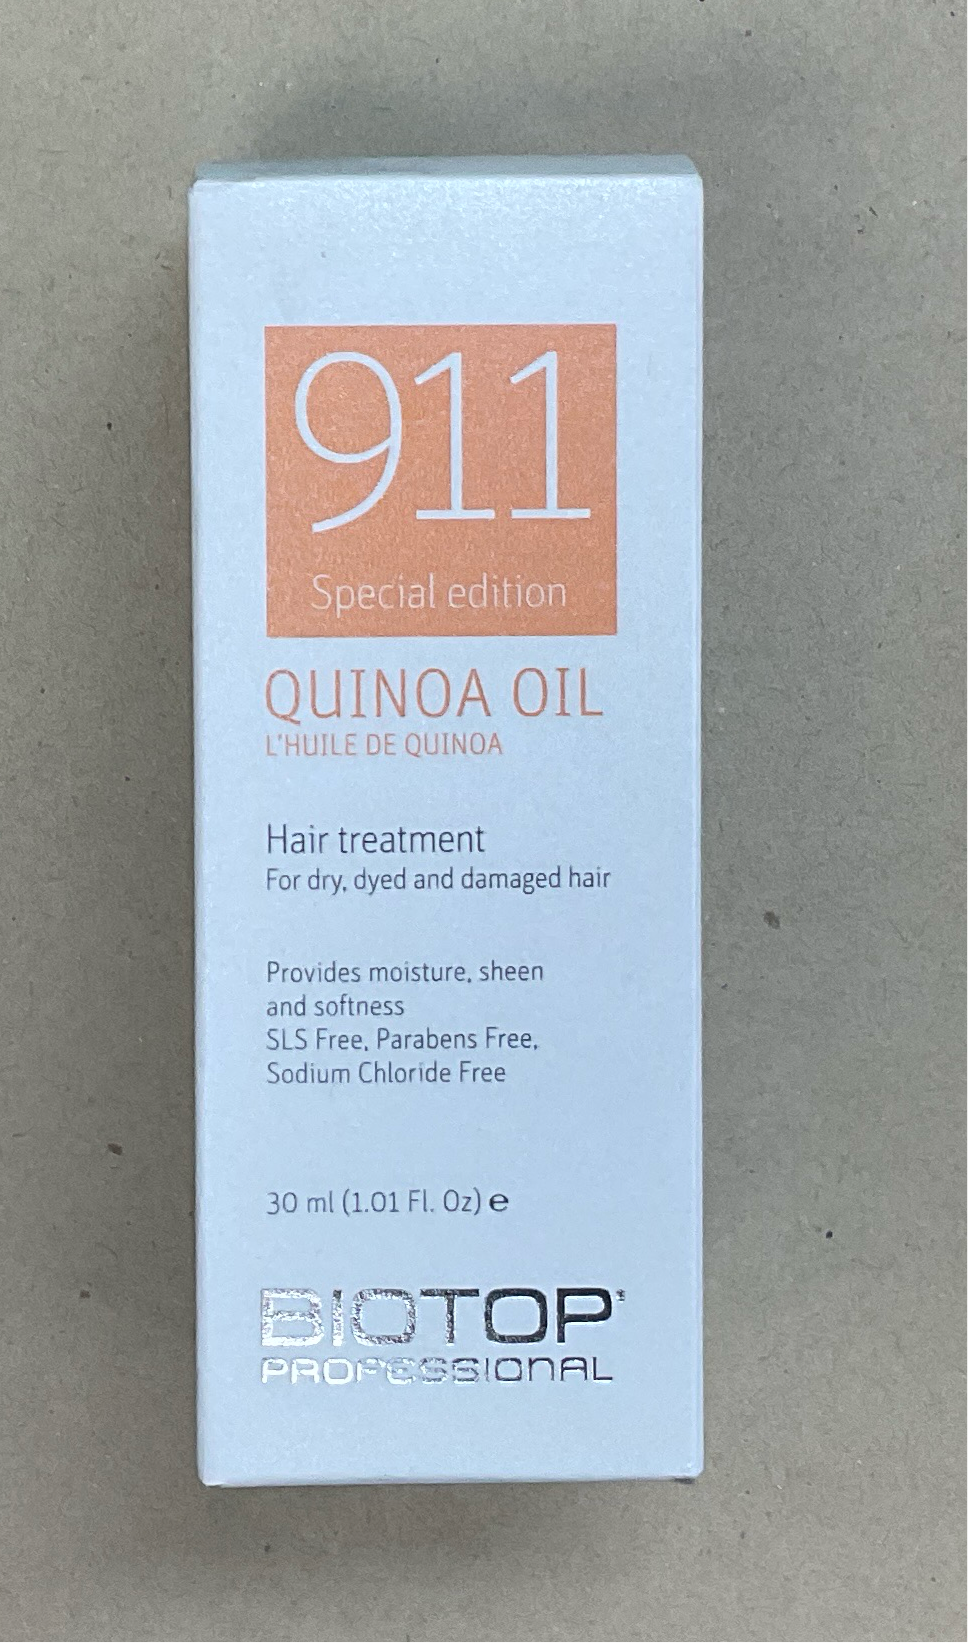 911
Special edition
QUINOA OIL
L'HUILE DE QUINOA
Hair treatment
For dry, dyed and damaged hair
Provides moisture, sheen
and softness
SLS Free, Parabens Free,
Sodium Chloride Free
30 ml (1.01 Fl. Oz) e
BIOTOP
PROFESSIONAL